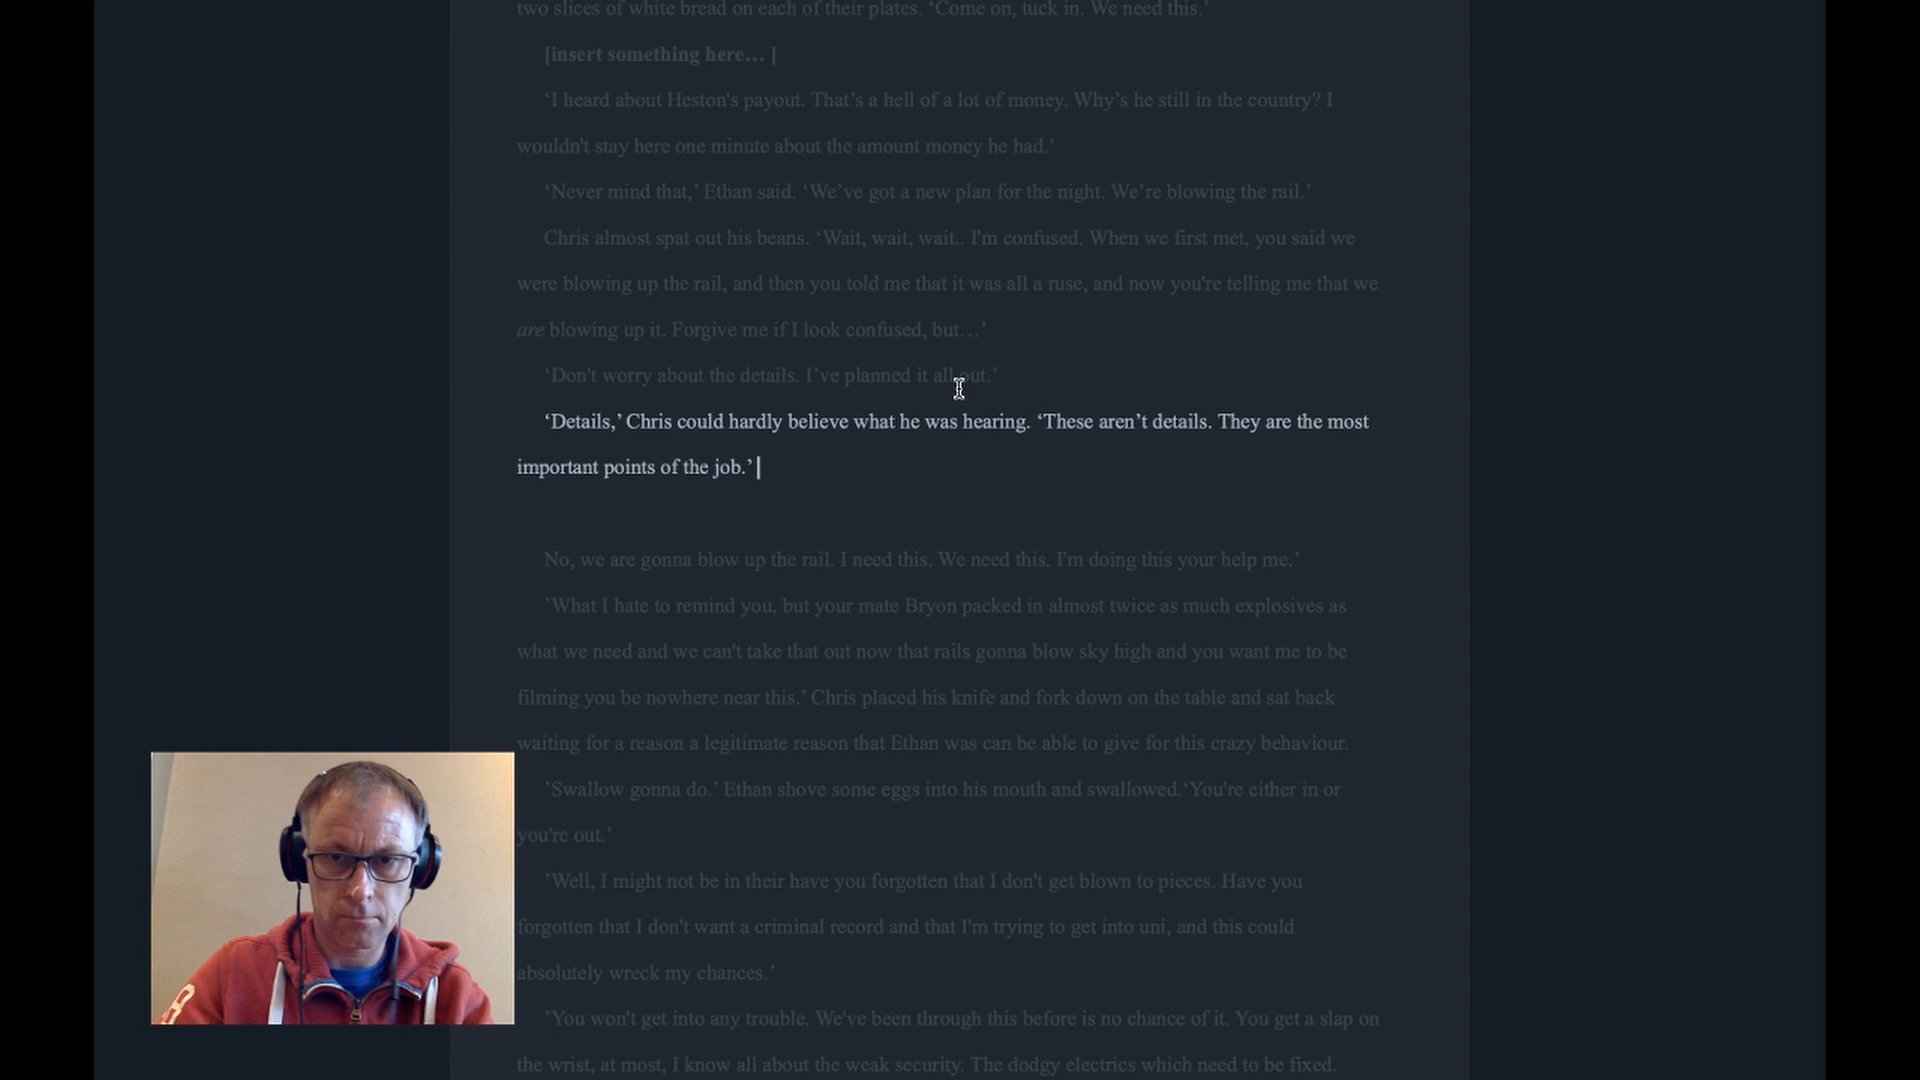 two slices of white bread on each of their plates. ‘Come on, tuck in. We need this.’
[insert something here… ]
‘I heard about Heston's payout. That’s a hell of a lot of money. Why’s he still in the country? I
wouldn't stay here one minute about the amount money he had.’
‘Never mind that,’ Ethan said. ‘We’ve got a new plan for the night. We’re blowing the rail.’
Chris almost spat out his beans. ‘Wait, wait, wait.. I'm confused. When we first met, you said we
were blowing up the rail, and then you told me that it was all a ruse, and now you're telling me that we
are blowing up it. Forgive me if I look confused, but…’
‘Don't worry about the details. I’ve planned it all out.’
‘Details,’ Chris could hardly believe what he was hearing. ‘These aren’t details. They are the most
important points of the job.’
No, we are gonna blow up the rail. I need this. We need this. I'm doing this your help me.’
’What I hate to remind you, but your mate Bryon packed in almost twice as much explosives as
what we need and we can't take that out now that rails gonna blow sky high and you want me to be
filming you be nowhere near this.’ Chris placed his knife and fork down on the table and sat back
waiting for a reason a legitimate reason that Ethan was can be able to give for this crazy behaviour.
’Swallow gonna do.’ Ethan shove some eggs into his mouth and swallowed.‘You're either in or
you're out.’
’Well, I might not be in their have you forgotten that I don't get blown to pieces. Have you
forgotten that I don't want a criminal record and that I'm trying to get into uni, and this could
absolutely wreck my chances.’
’You won't get into any trouble. We've been through this before is no chance of it. You get a slap on
the wrist, at most, I know all about the weak security. The dodgy electrics which need to be fixed.